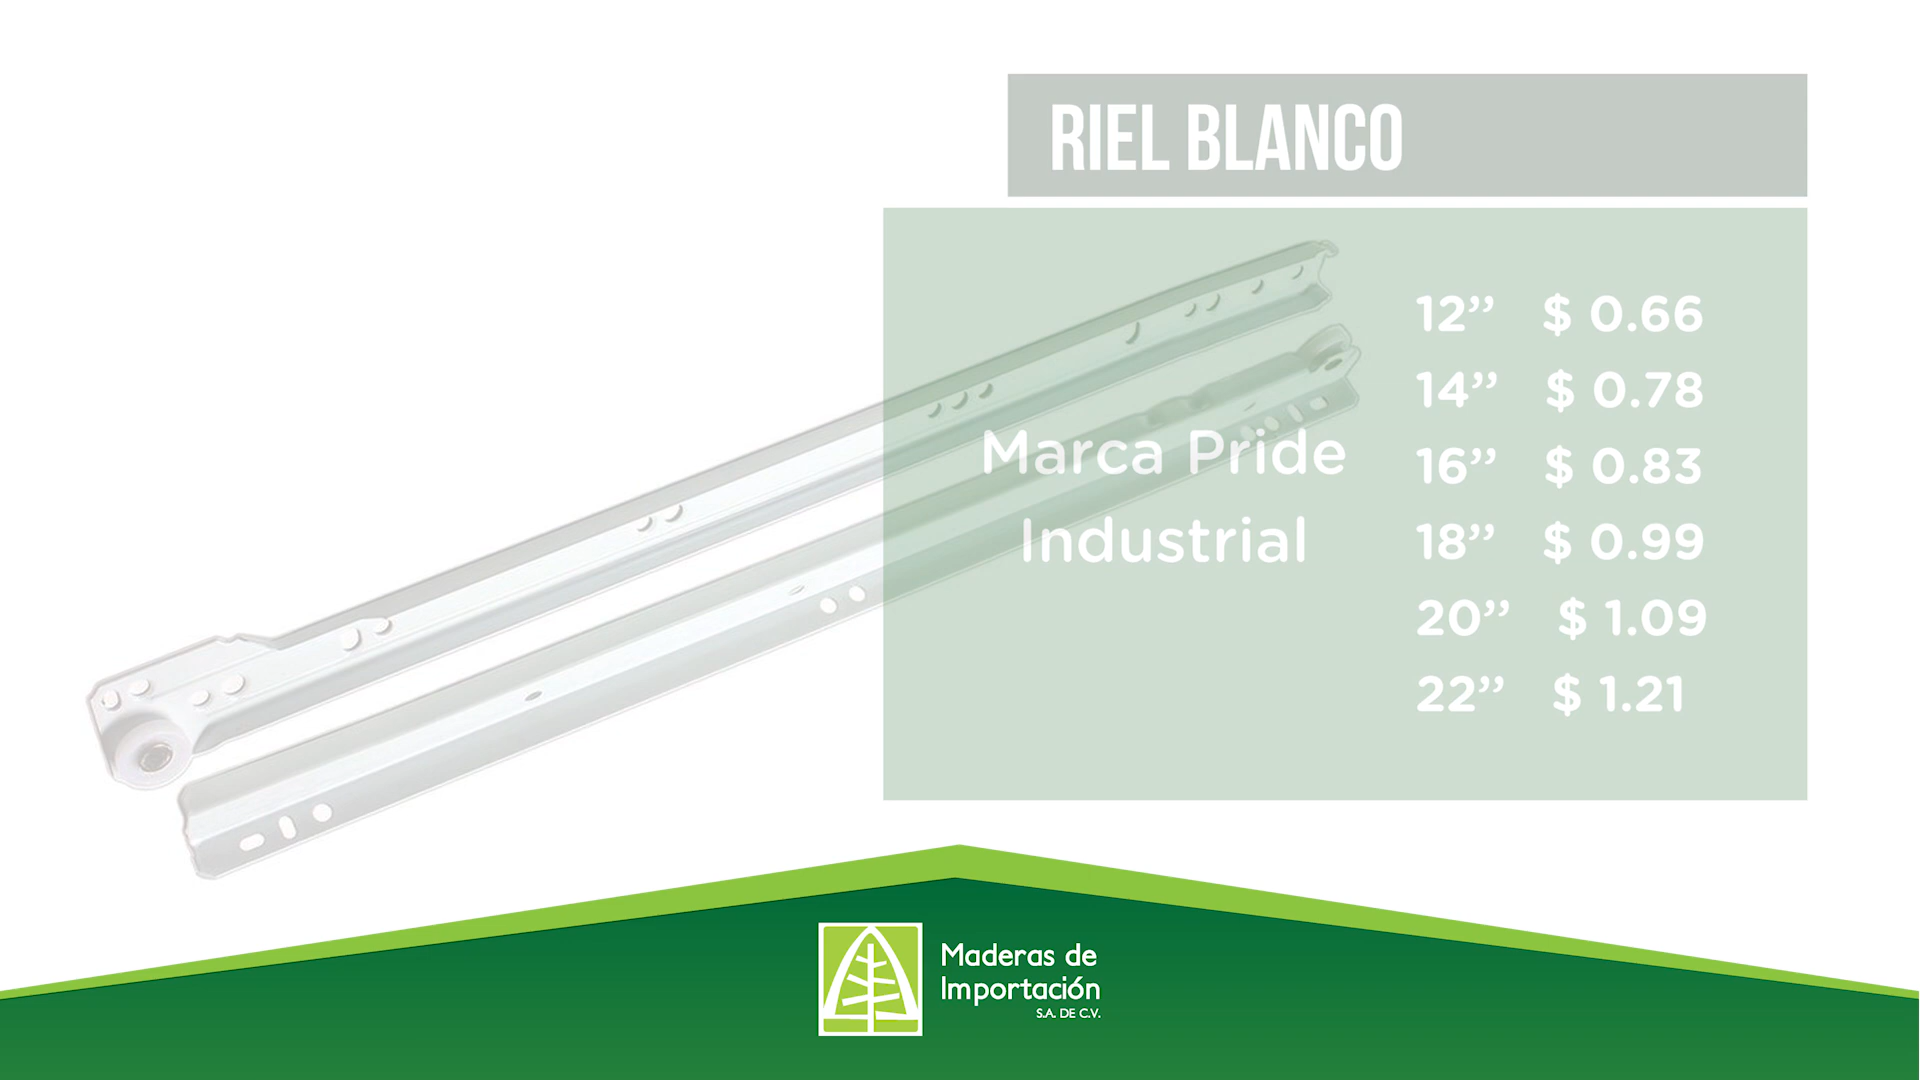 RIEL BLANCO
Marca Pride
Industrial
12’’ $ 0.66
14’’ $ 0.78
16’’ $ 0.83
18’’ $ 0.99
20’’ $ 1.09
22’’ $ 1.21
Maderas de
Importación
S.A. DE C.V.